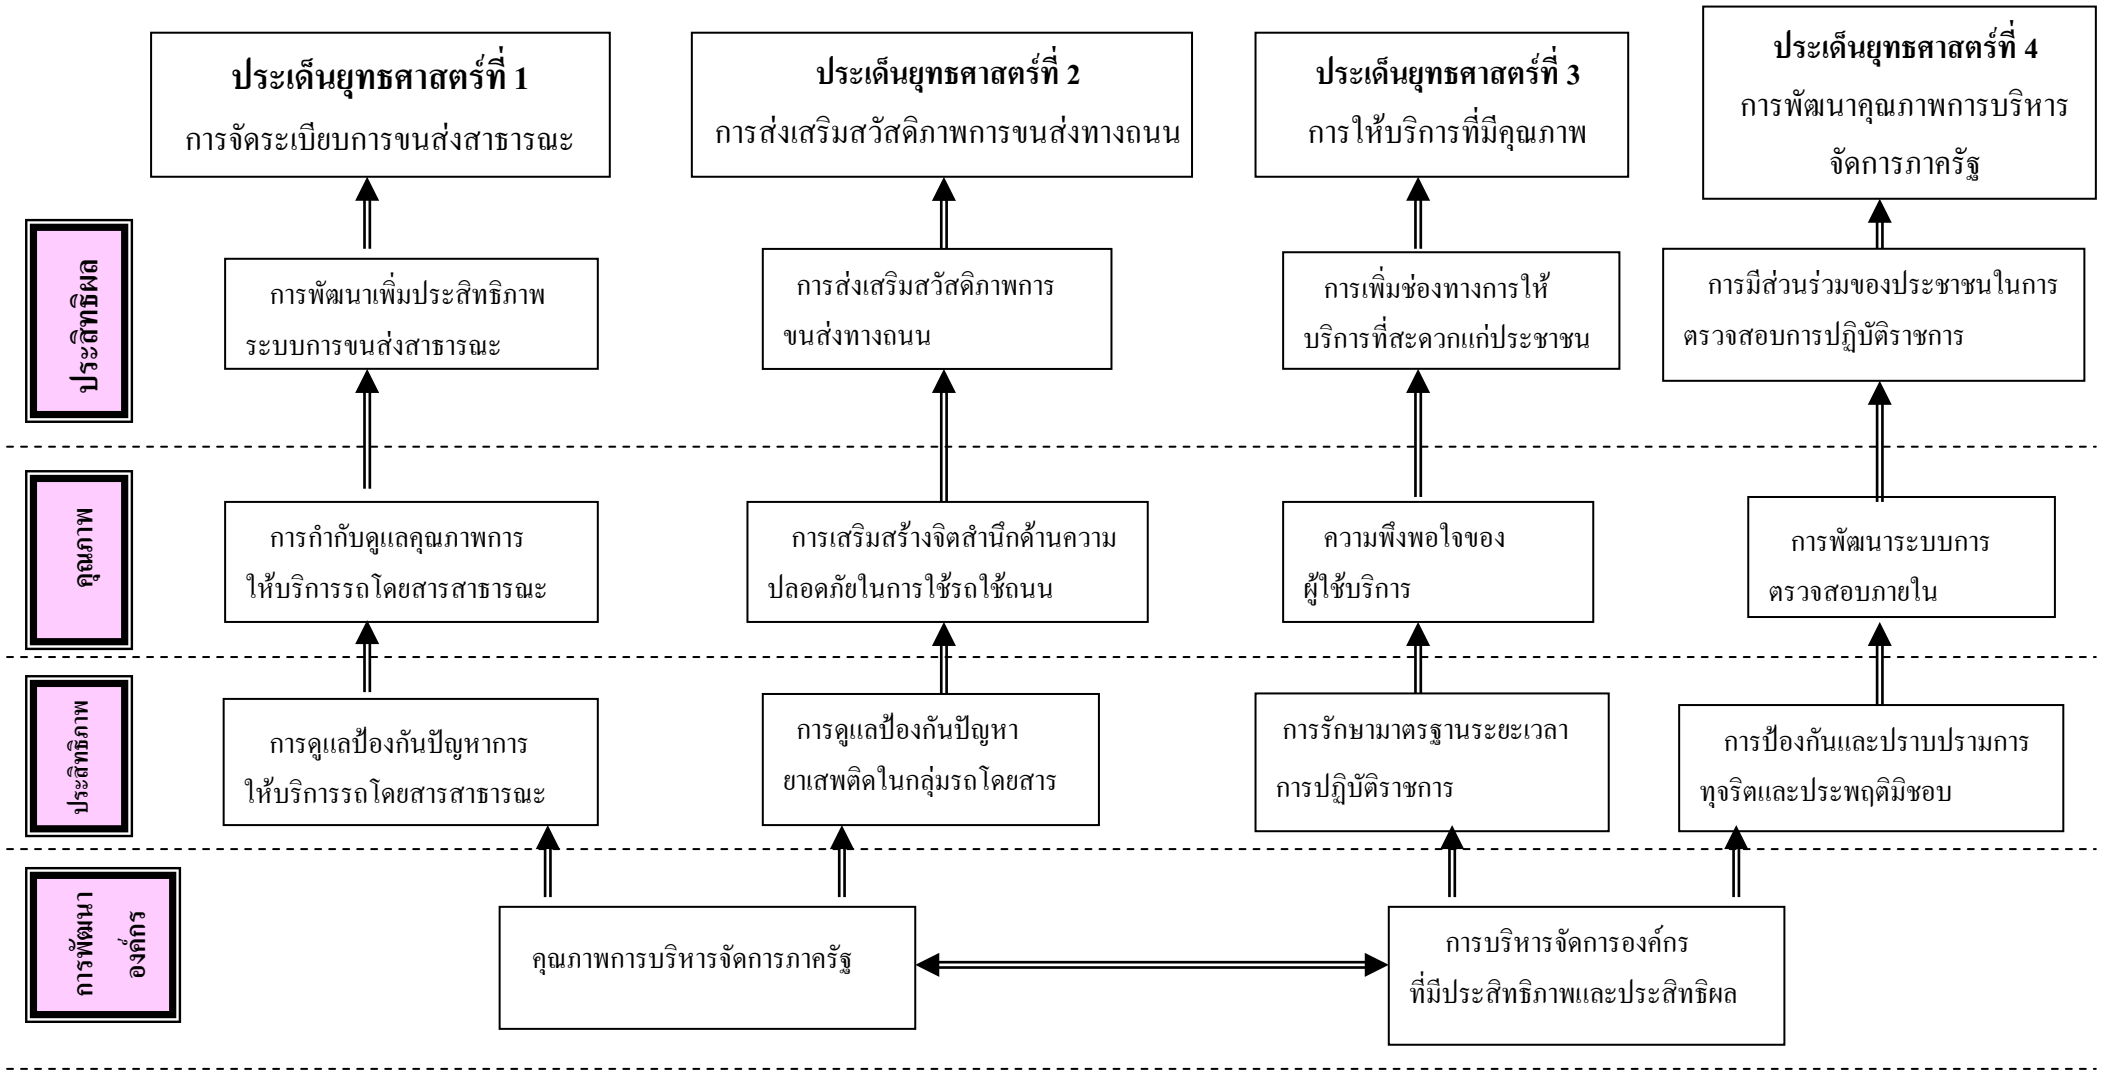 ประเด็นยุทธศาสตร์ที่ 1
การจัดระเบียบการขนส่งสาธารณะ
ประเด็นยุทธศาสตร์ที่ 2
การส่งเสริมสวัสดิภาพการขนส่งทางถนน
ประเด็นยุทธศาสตร์ที่ 3
การให้บริการที่มีคุณภาพ
ประเด็นยุทธศาสตร์ที่ 4
การพัฒนาคุณภาพการบริหาร
จัดการภาครัฐ
ประสิทธิผล
การพัฒนาเพิ่มประสิทธิภาพ
ระบบการขนส่งสาธารณะ
การส่งเสริมสวัสดิภาพการ
ขนส่งทางถนน
การเพิ่มช่องทางการให้
บริการที่สะดวกแก่ประชาชน
การมีส่วนร่วมของประชาชนในการ
ตรวจสอบการปฏิบัติราชการ
คุณภาพ
การกำกับดูแลคุณภาพการ
ให้บริการรถโดยสารสาธารณะ
การเสริมสร้างจิตสำนึกด้านความ
ปลอดภัยในการใช้รถใช้ถนน
ความพึงพอใจของ
ผู้ใช้บริการ
การพัฒนาระบบการ
ตรวจสอบภายใน
ประสิทธิภาพ
การดูแลป้องกันปัญหาการ
ให้บริการรถโดยสารสาธารณะ
การดูแลป้องกันปัญหา
ยาเสพติดในกลุ่มรถโดยสาร
การรักษามาตรฐานระยะเวลา
การปฏิบัติราชการ
การป้องกันและปราบปรามการ
ทุจริตและประพฤติมิชอบ
การพัฒนา
องค์กร
คุณภาพการบริหารจัดการภาครัฐ
การบริหารจัดการองค์กร
ที่มีประสิทธิภาพและประสิทธิผล